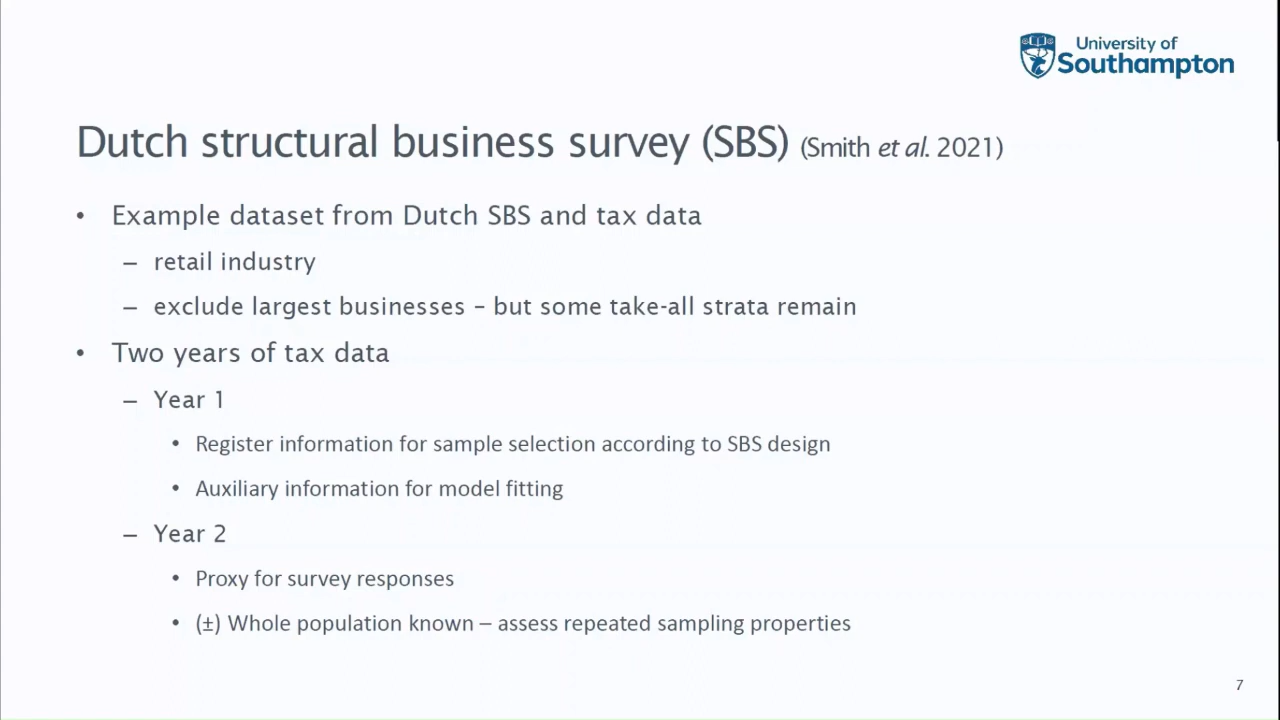 University of
Southampton
Dutch structural business survey (SBS) (Smith et al. 2021)
• Example dataset from Dutch SBS and tax data
– retail industry
– exclude largest businesses – but some take-all strata remain
• Two years of tax data
– Year 1
• Register information for sample selection according to SBS design
• Auxiliary information for model fitting
– Year 2
• Proxy for survey responses
• (±) Whole population known – assess repeated sampling properties
7